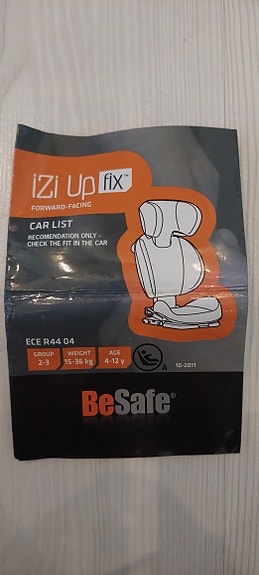 iZi Up fix™
FORWARD-FACING
CAR LIST
RECOMENDATION ONLY -
CHECK THE FIT IN THE CAR
ECE R44 04
GROUP WEIGHT AGE
2-3 15-36 kg 4-12 y
A 10-2011
BeSafe®